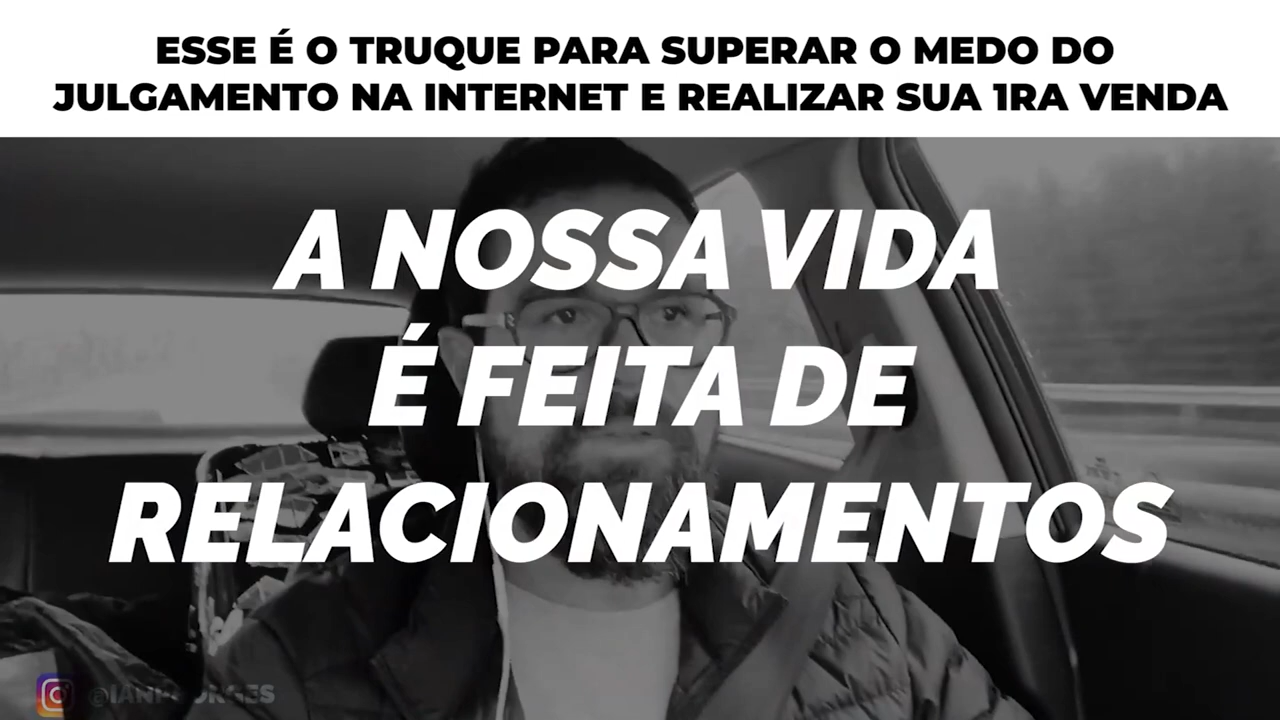 ESSE É O TRUQUE PARA SUPERAR O MEDO DO
JULGAMENTO NA INTERNET E REALIZAR SUA 1RA VENDA
A NOSSA VIDA
É FEITA DE
RELACIONAMENTOS